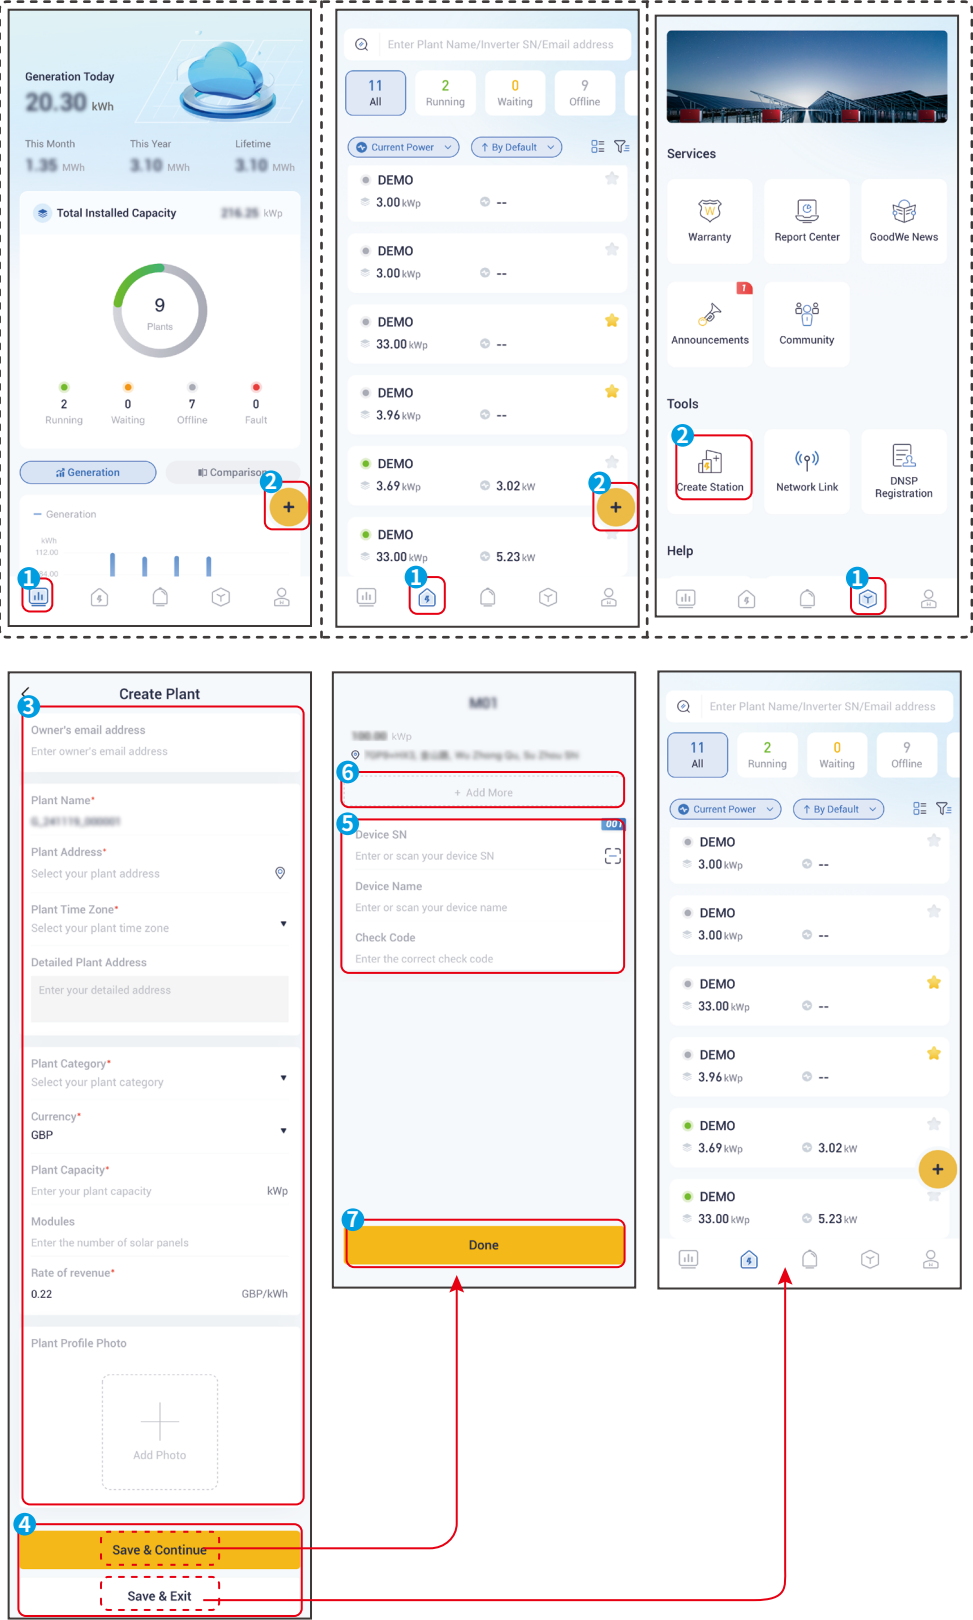 Generation Today
kWh
This Month
This Year
Lifetime
MWh
3.10 MWh
3.10 MWh
Total Installed Capacity
kWp
9
Plants
2
Running
0
Waiting
7
Offline
0
Fault
Generation
Comparison
2
+
Generation
kWh
112.00
84.00
1
Enter Plant Name/Inverter SN/Email address
11
All
2
Running
0
Waiting
9
Offline
Current Power
↑ By Default
DEMO
3.00 kWp
--
DEMO
3.00 kWp
--
DEMO
33.00 kWp
--
DEMO
3.96 kWp
--
DEMO
3.69 kWp
3.02 kW
2
+
DEMO
33.00 kWp
5.23 kW
1
Services
Warranty
Report Center
GoodWe News
1
Announcements
Community
Tools
2
Create Station
Network Link
DNSP
Registration
Help
1
Create Plant
3
Owner's email address
Enter owner's email address
Plant Name*
Plant Address*
Select your plant address
Plant Time Zone*
Select your plant time zone
Detailed Plant Address
Enter your detailed address
Plant Category*
Select your plant category
Currency*
GBP
Plant Capacity*
Enter your plant capacity
kWp
Modules
Enter the number of solar panels
Rate of revenue*
0.22
GBP/kWh
Plant Profile Photo
Add Photo
4
Save & Continue
Save & Exit
M01
kWp
6
+ Add More
5
001
Device SN
Enter or scan your device SN
Device Name
Enter or scan your device name
Check Code
Enter the correct check code
7
Done
Enter Plant Name/Inverter SN/Email address
11
All
2
Running
0
Waiting
9
Offline
Current Power
↑ By Default
DEMO
3.00 kWp
--
DEMO
3.00 kWp
--
DEMO
33.00 kWp
--
DEMO
3.96 kWp
--
DEMO
3.69 kWp
3.02 kW
+
DEMO
33.00 kWp
5.23 kW